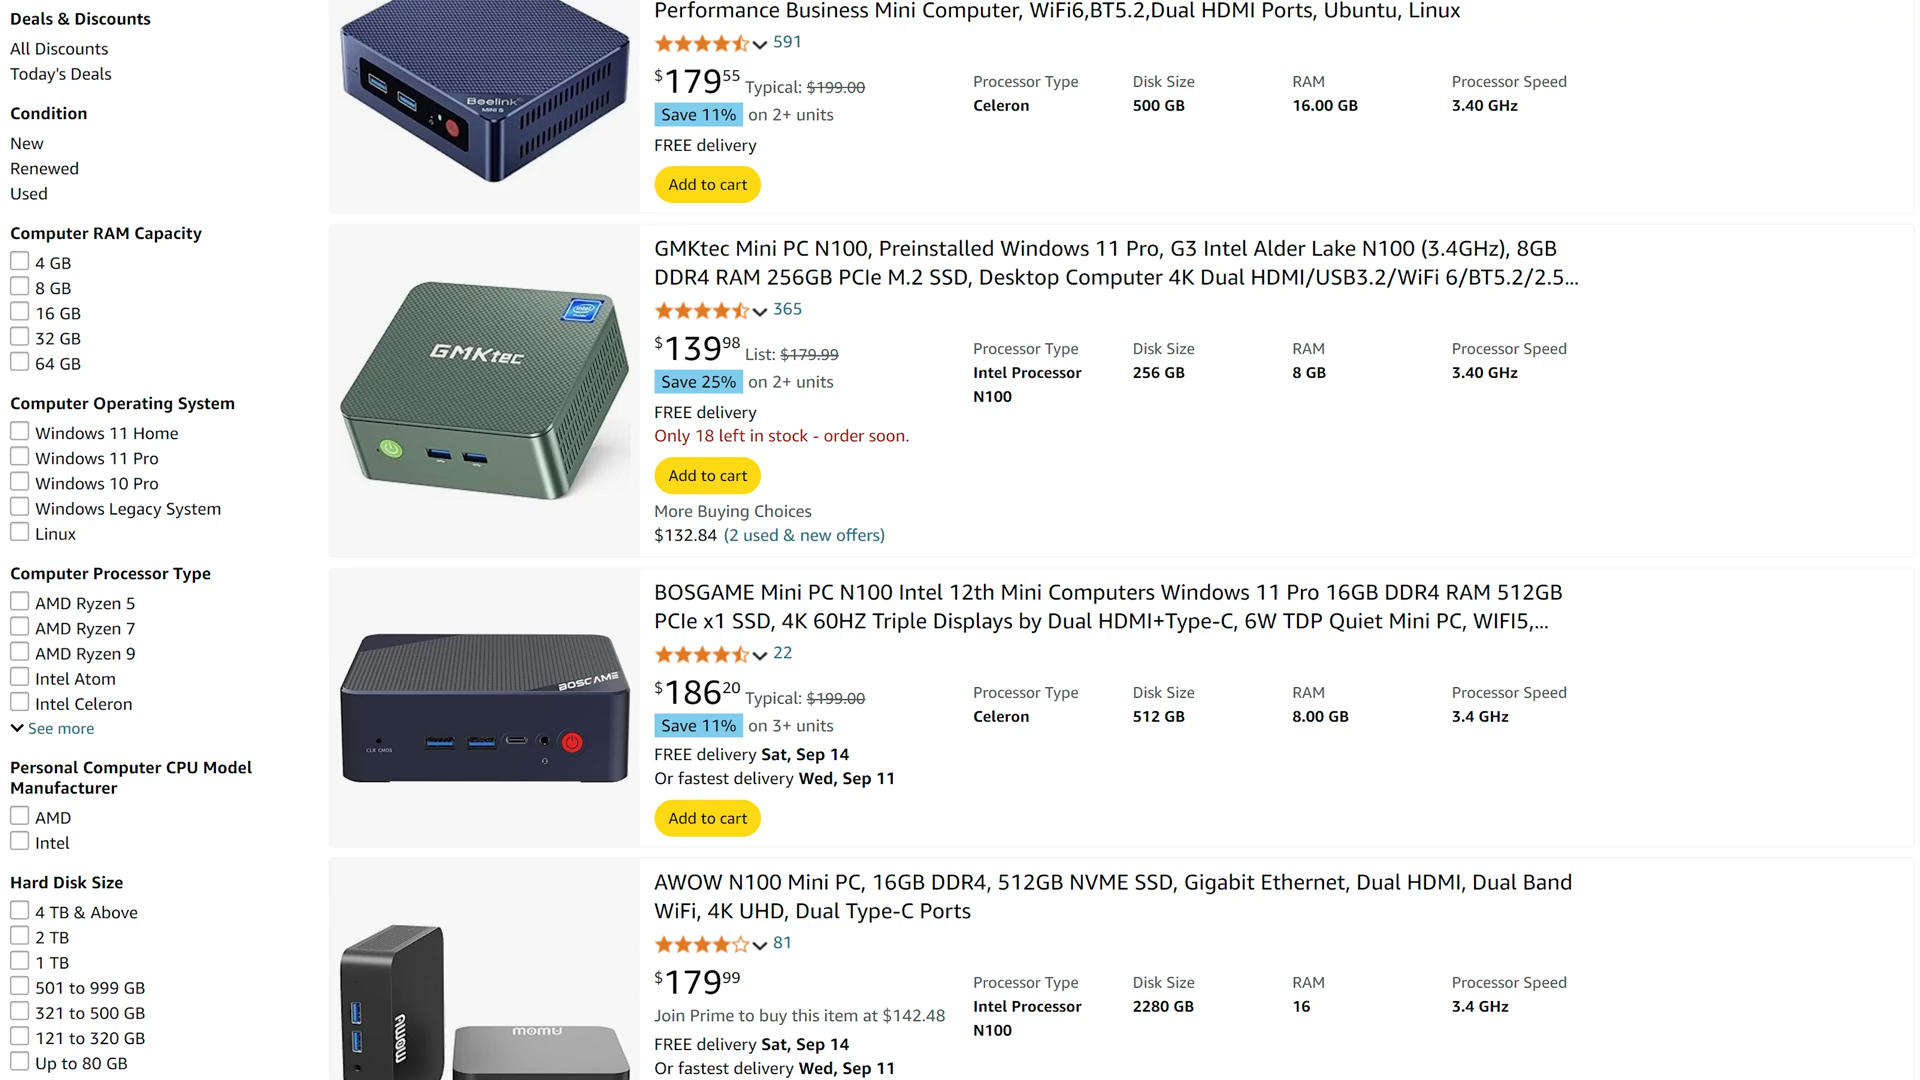 Deals & Discounts
All Discounts
Today's Deals
Condition
New
Renewed
Used
Computer RAM Capacity
4 GB
8 GB
16 GB
32 GB
64 GB
Computer Operating System
Windows 11 Home
Windows 11 Pro
Windows 10 Pro
Windows Legacy System
Linux
Computer Processor Type
AMD Ryzen 5
AMD Ryzen 7
AMD Ryzen 9
Intel Atom
Intel Celeron
See more
Personal Computer CPU Model
Manufacturer
AMD
Intel
Hard Disk Size
4 TB & Above
2 TB
1 TB
501 to 999 GB
321 to 500 GB
121 to 320 GB
Up to 80 GB
Beelink
MINI S
Performance Business Mini Computer, WiFi6,BT5.2,Dual HDMI Ports, Ubuntu, Linux
591
$179.55 Typical: $199.00
Save 11% on 2+ units
FREE delivery
Add to cart
Processor Type Disk Size RAM Processor Speed
Celeron 500 GB 16.00 GB 3.40 GHz
GMKtec
intel
GMKtec Mini PC N100, Preinstalled Windows 11 Pro, G3 Intel Alder Lake N100 (3.4GHz), 8GB
DDR4 RAM 256GB PCIe M.2 SSD, Desktop Computer 4K Dual HDMI/USB3.2/WiFi 6/BT5.2/2.5...
365
$139.98 List: $179.99
Save 25% on 2+ units
FREE delivery
Only 18 left in stock - order soon.
Add to cart
More Buying Choices
$132.84 (2 used & new offers)
Processor Type Disk Size RAM Processor Speed
Intel Processor 256 GB 8 GB 3.40 GHz
N100
BOSGAME
CLR CMOS
BOSGAME Mini PC N100 Intel 12th Mini Computers Windows 11 Pro 16GB DDR4 RAM 512GB
PCIe x1 SSD, 4K 60HZ Triple Displays by Dual HDMI+Type-C, 6W TDP Quiet Mini PC, WIFI5,...
22
$186.20 Typical: $199.00
Save 11% on 3+ units
FREE delivery Sat, Sep 14
Or fastest delivery Wed, Sep 11
Add to cart
Processor Type Disk Size RAM Processor Speed
Celeron 512 GB 8.00 GB 3.4 GHz
AWOW
AWOW
AWOW N100 Mini PC, 16GB DDR4, 512GB NVME SSD, Gigabit Ethernet, Dual HDMI, Dual Band
WiFi, 4K UHD, Dual Type-C Ports
81
$179.99
Join Prime to buy this item at $142.48
FREE delivery Sat, Sep 14
Or fastest delivery Wed, Sep 11
Processor Type Disk Size RAM Processor Speed
Intel Processor 2280 GB 16 3.4 GHz
N100